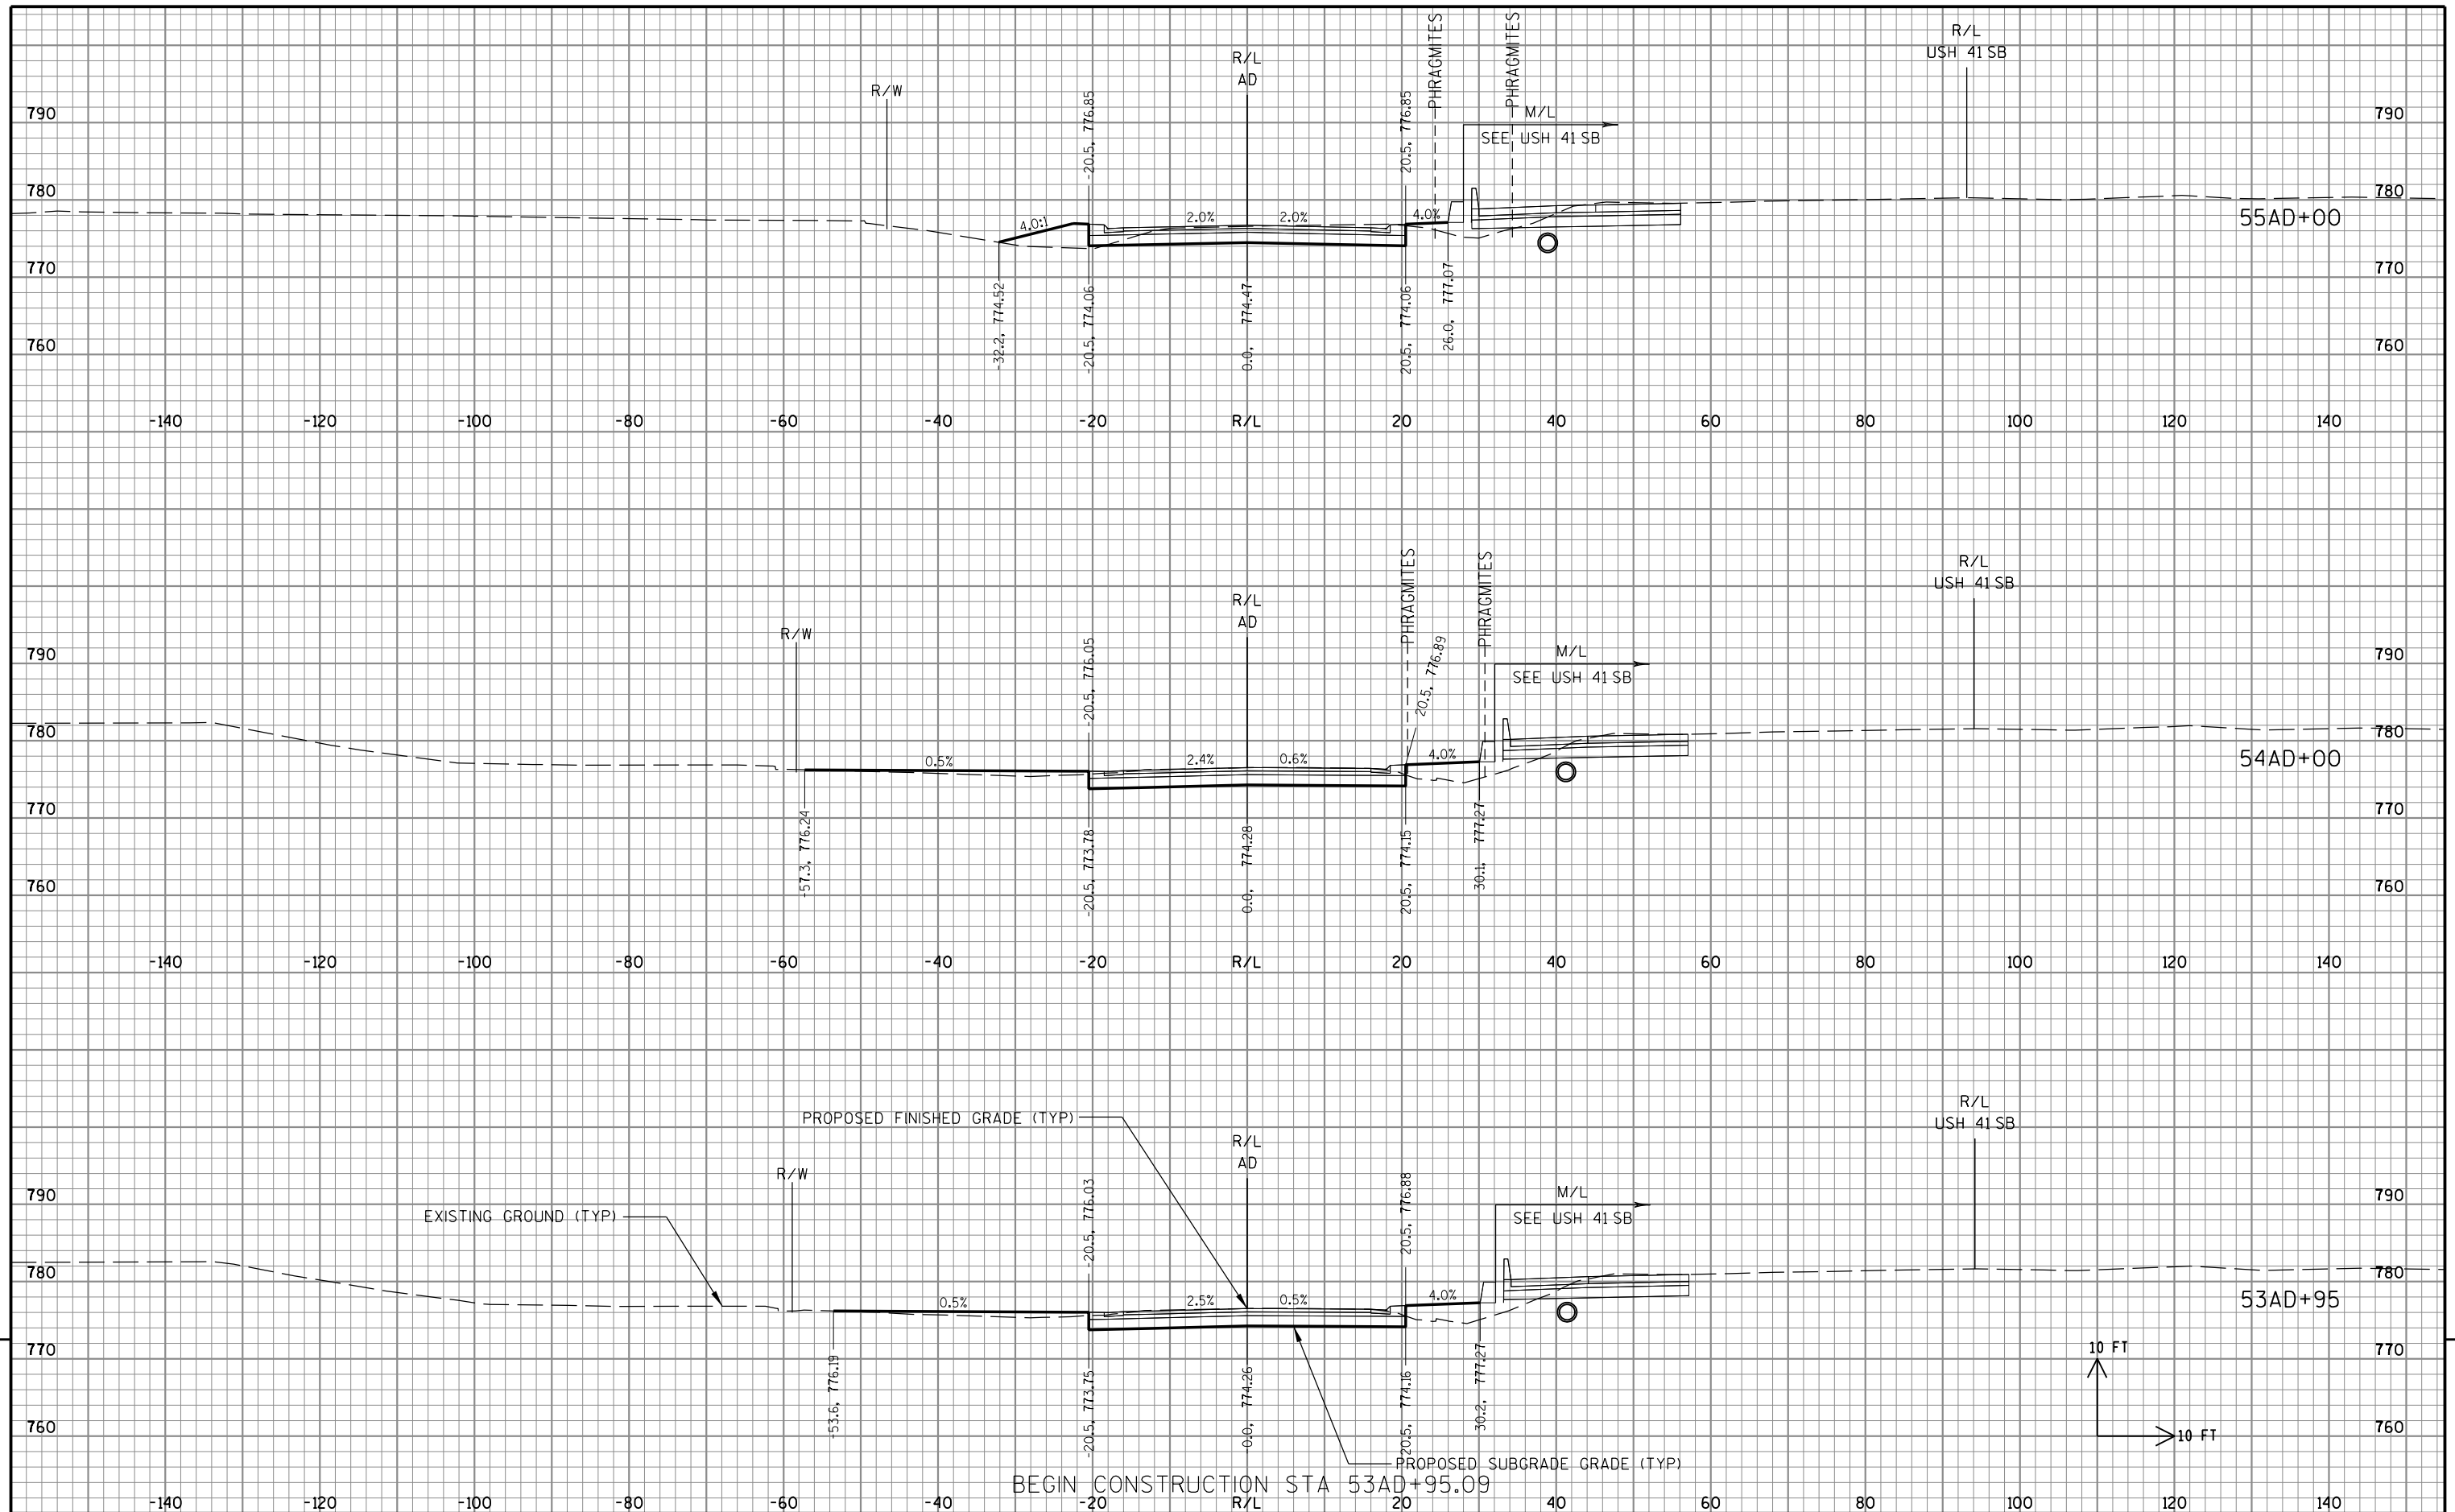 PHRAGMITES
PHRAGMITES
R/L
USH 41 SB
R/L
AD
R/W
M/L
SEE USH 41 SB
-20.5, 776.85
20.5, 776.85
790
790
780
780
4.0:1
2.0%
2.0%
4.0%
55AD+00
770
770
-32.2, 774.52
-20.5, 774.06
0.0, 774.47
20.5, 774.06
26.0, 777.07
760
760
-140 -120 -100 -80 -60 -40 -20 R/L 20 40 60 80 100 120 140
PHRAGMITES
PHRAGMITES
R/L
USH 41 SB
R/L
AD
R/W
-20.5, 776.05
20.5, 776.89
M/L
SEE USH 41 SB
790
790
780
780
0.5%
2.4%
0.6%
4.0%
54AD+00
770
770
-57.3, 776.24
-20.5, 773.78
0.0, 774.28
20.5, 774.15
30.1, 777.27
760
760
-140 -120 -100 -80 -60 -40 -20 R/L 20 40 60 80 100 120 140
PROPOSED FINISHED GRADE (TYP)
R/L
USH 41 SB
R/L
AD
R/W
-20.5, 776.03
20.5, 776.88
M/L
SEE USH 41 SB
790
790
EXISTING GROUND (TYP)
780
780
0.5%
2.5%
0.5%
4.0%
53AD+95
770
770
10 FT
10 FT
-53.6, 776.19
-20.5, 773.75
-0.0, 774.26
20.5, 774.16
30.2, 777.27
760
760
PROPOSED SUBGRADE GRADE (TYP)
BEGIN CONSTRUCTION STA 53AD+95.09
-140 -120 -100 -80 -60 -40 -20 R/L 20 40 60 80 100 120 140